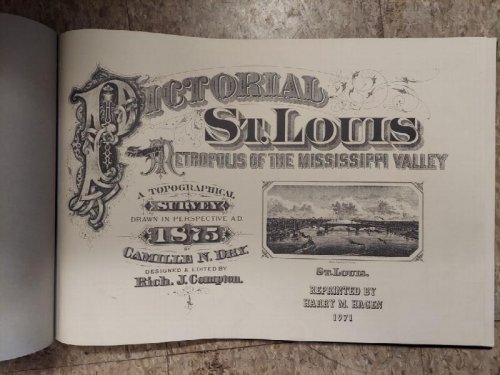 PICTORIAL
ST. LOUIS
METROPOLIS OF THE MISSISSIPPI VALLEY
A TOPOGRAPHICAL
SURVEY
DRAWN IN PERSPECTIVE A.D.
1875
BY
CAMILLE N. DRY.
DESIGNED & EDITED BY
Rich. J. Compton.
ST. LOUIS.
REPRINTED BY
HARRY M. HAGEN
1971